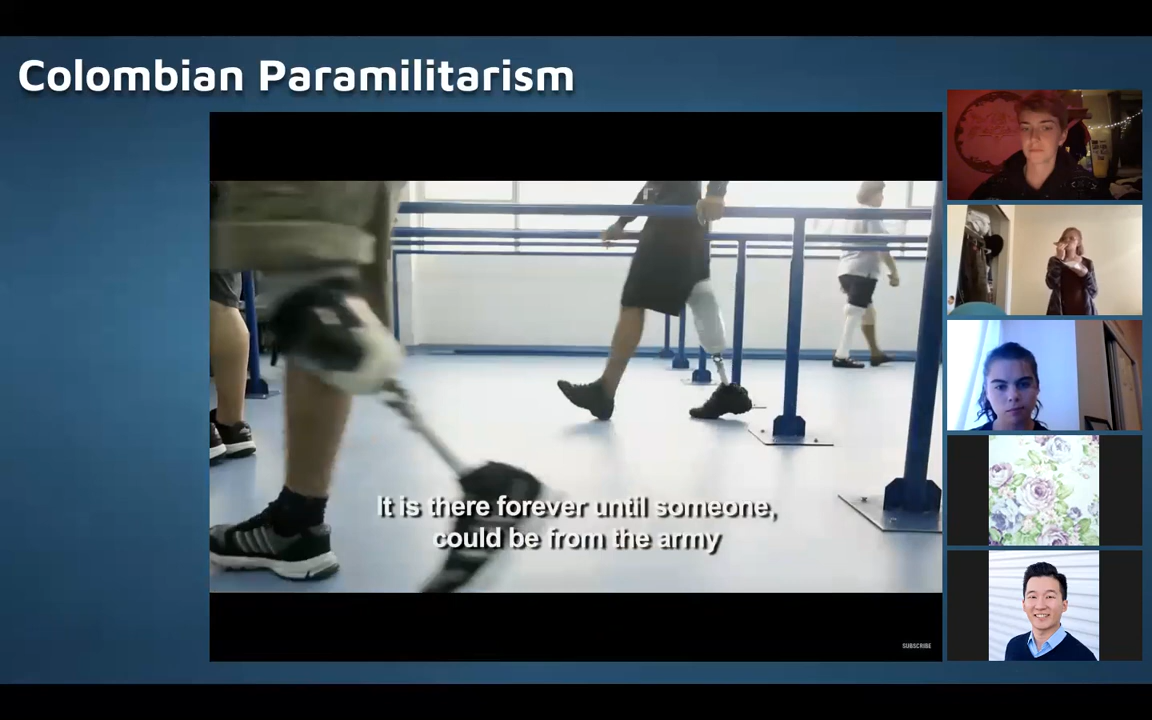 Colombian Paramilitarism
It is there forever until someone,
could be from the army
SUBSCRIBE